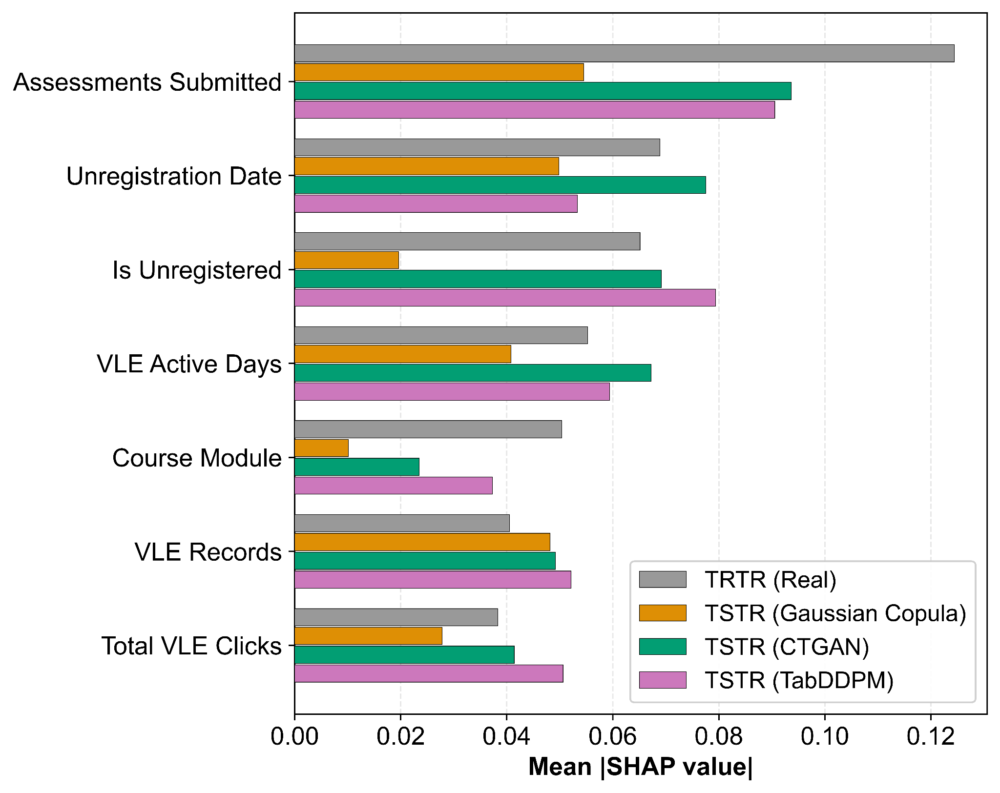 Assessments Submitted
Unregistration Date
Is Unregistered
VLE Active Days
Course Module
VLE Records
Total VLE Clicks
TRTR (Real)
TSTR (Gaussian Copula)
TSTR (CTGAN)
TSTR (TabDDPM)
0.00 0.02 0.04 0.06 0.08 0.10 0.12
Mean |SHAP value|